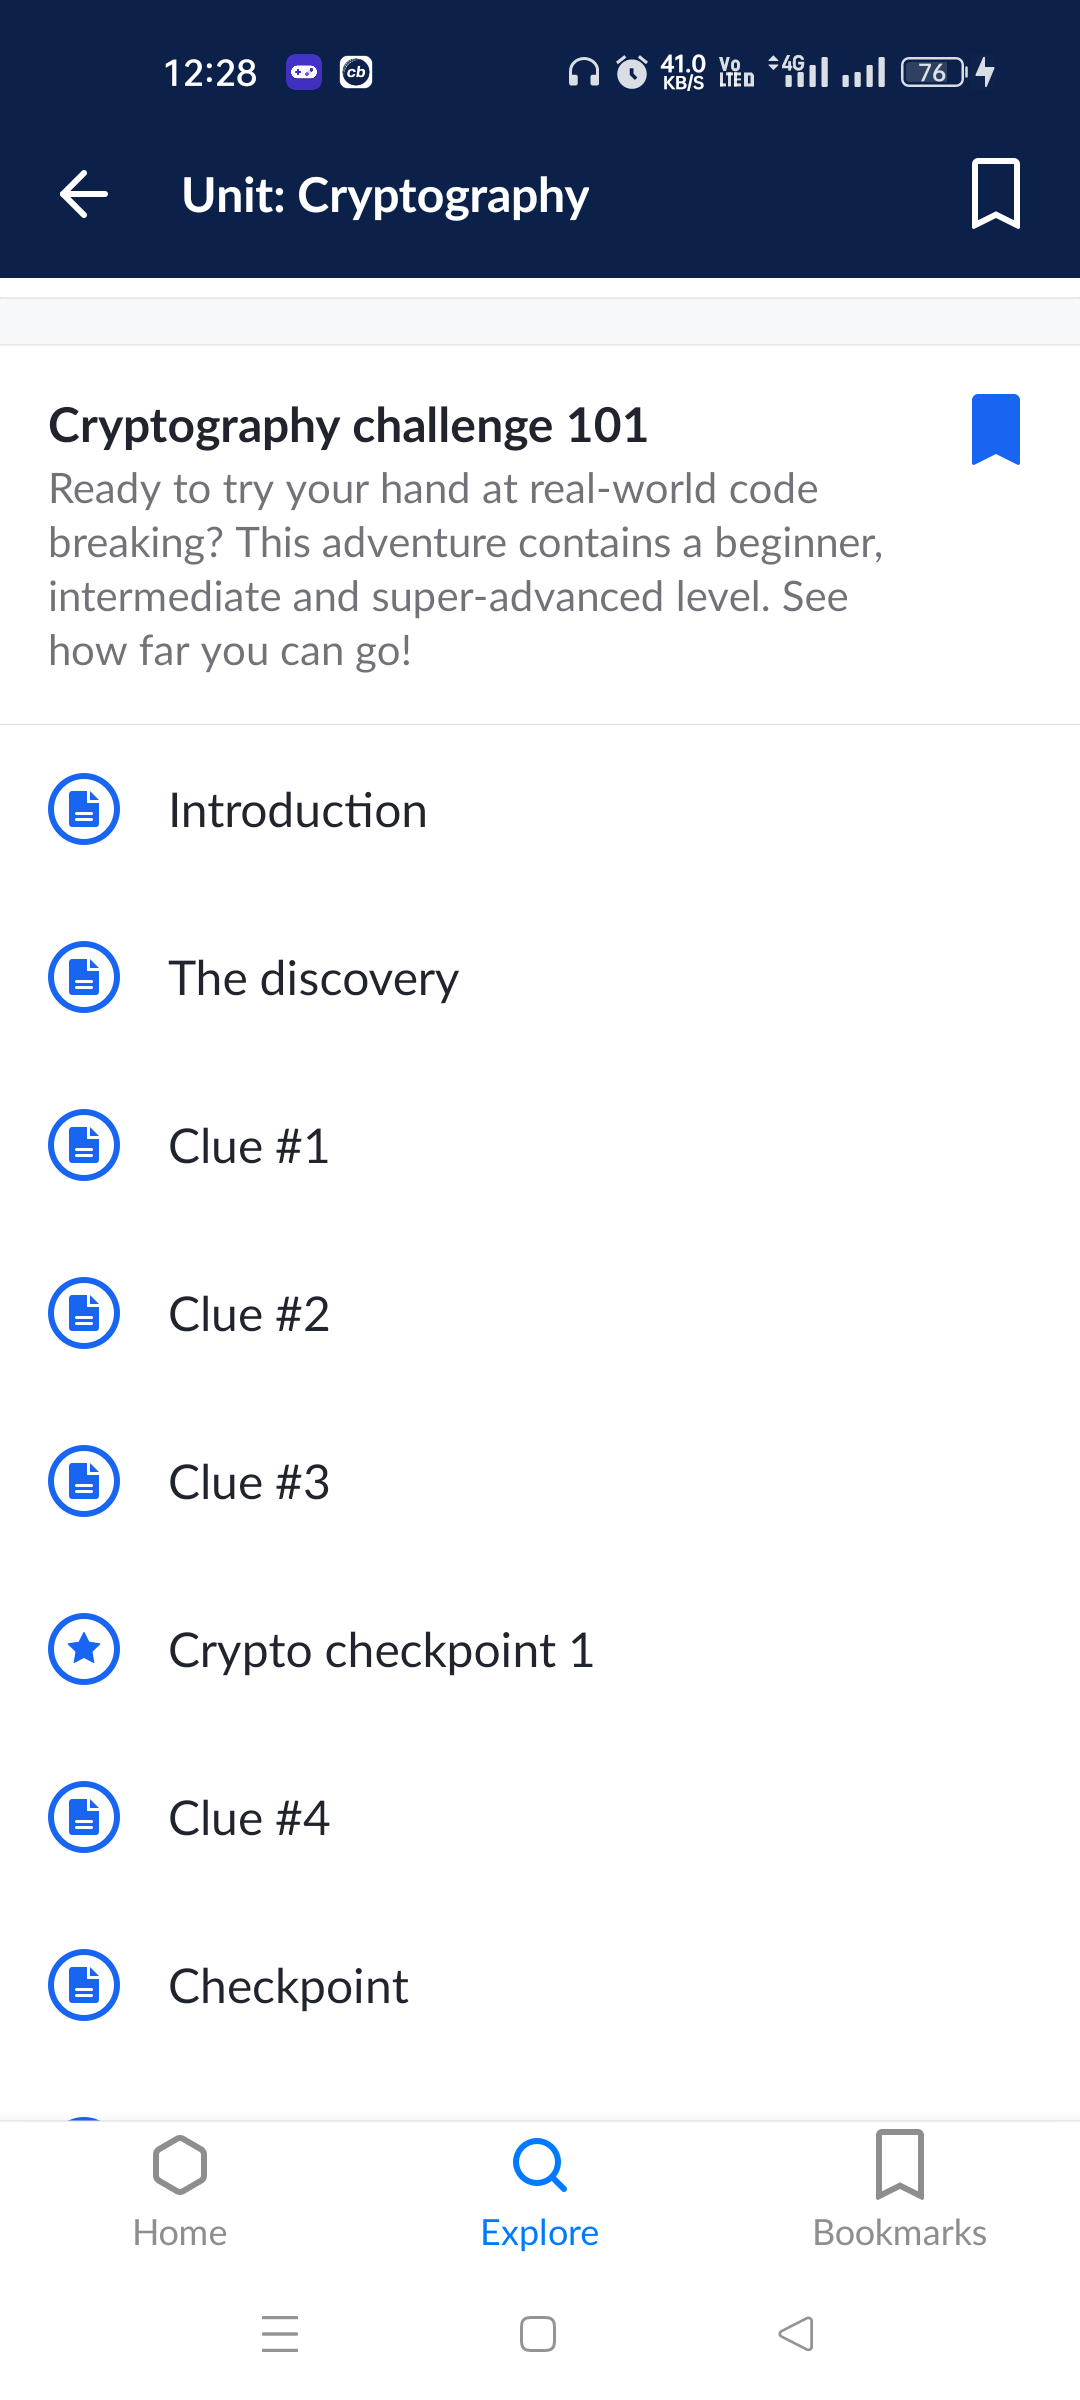 12:28 cb 41.0 KB/S Vo LTED 4G 76
Unit: Cryptography
Cryptography challenge 101
Ready to try your hand at real-world code
breaking? This adventure contains a beginner,
intermediate and super-advanced level. See
how far you can go!
Introduction
The discovery
Clue #1
Clue #2
Clue #3
Crypto checkpoint 1
Clue #4
Checkpoint
Home Explore Bookmarks